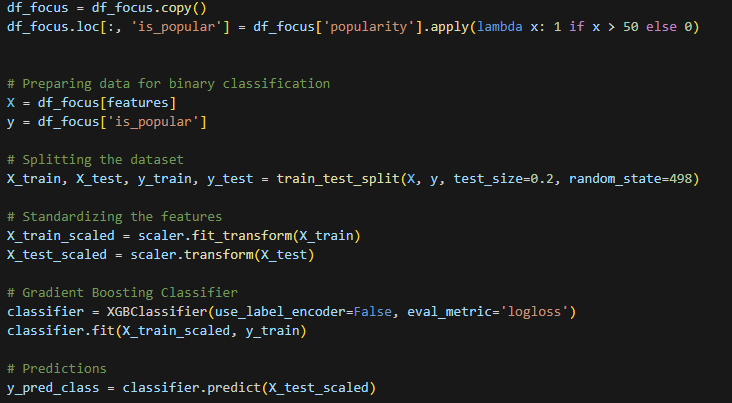 df_focus = df_focus.copy()
df_focus.loc[:, 'is_popular'] = df_focus['popularity'].apply(lambda x: 1 if x > 50 else 0)
# Preparing data for binary classification
X = df_focus[features]
y = df_focus['is_popular']
# Splitting the dataset
X_train, X_test, y_train, y_test = train_test_split(X, y, test_size=0.2, random_state=498)
# Standardizing the features
X_train_scaled = scaler.fit_transform(X_train)
X_test_scaled = scaler.transform(X_test)
# Gradient Boosting Classifier
classifier = XGBClassifier(use_label_encoder=False, eval_metric='logloss')
classifier.fit(X_train_scaled, y_train)
# Predictions
y_pred_class = classifier.predict(X_test_scaled)